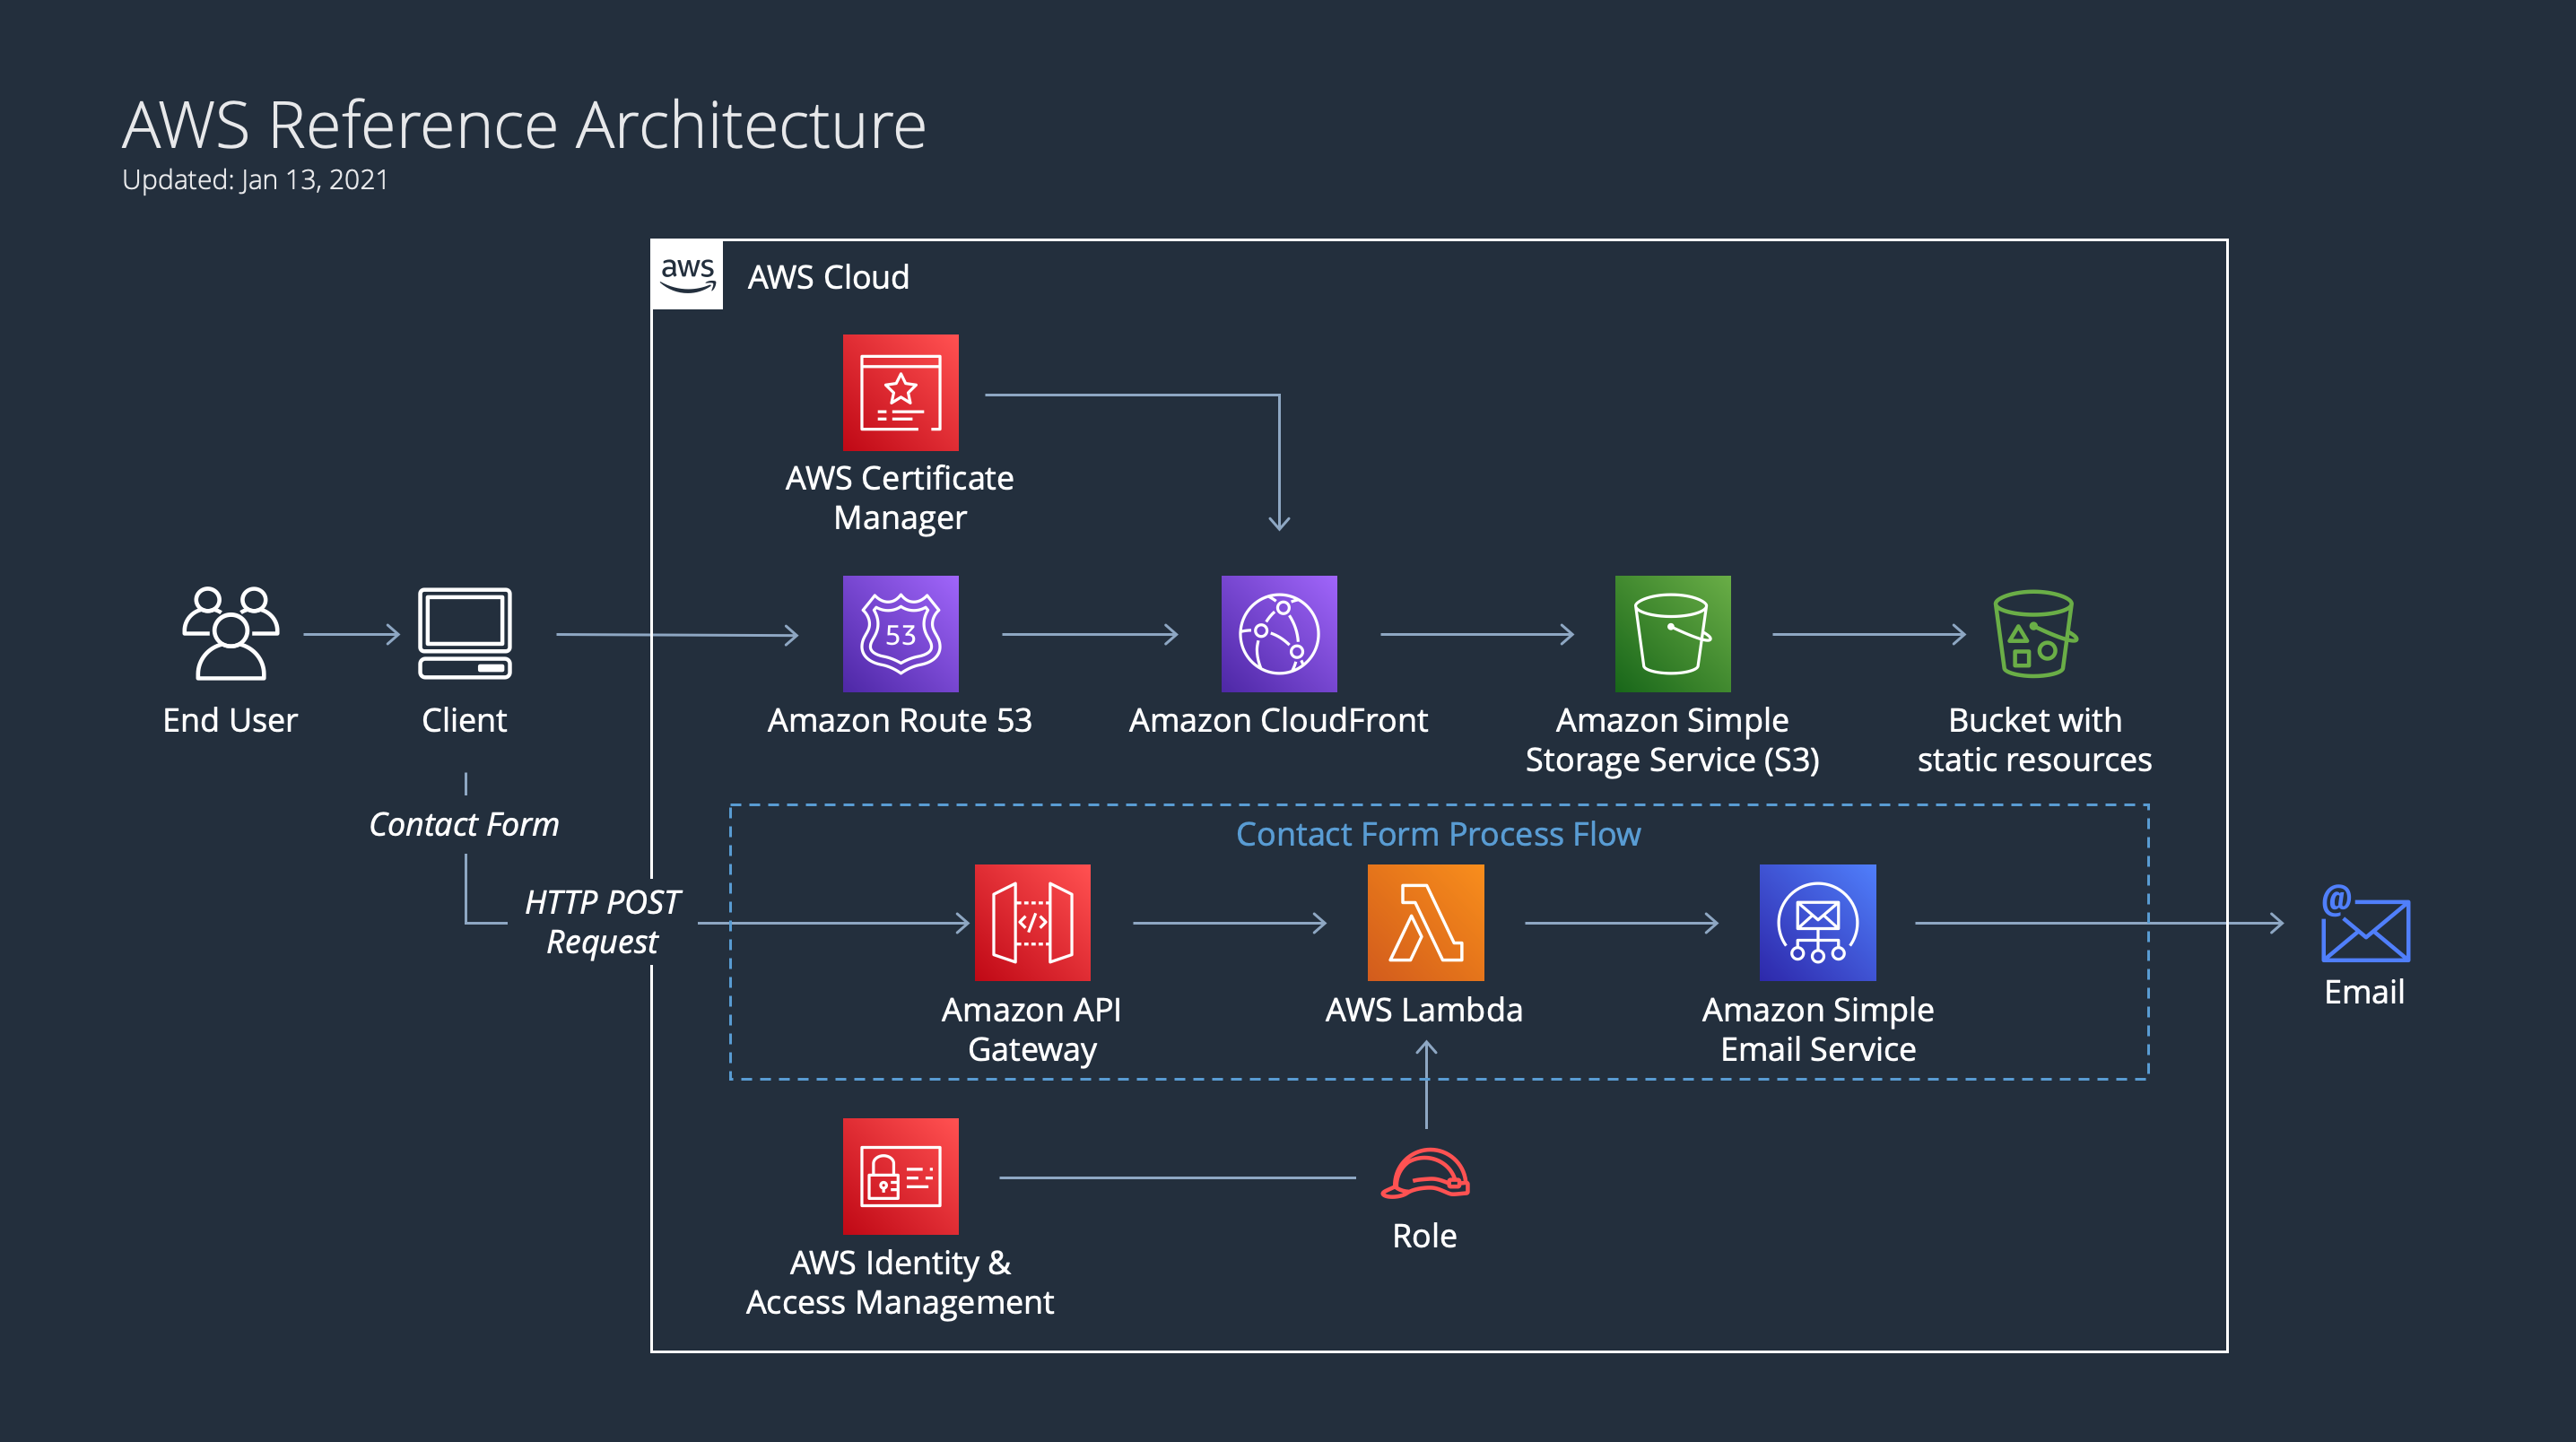 AWS Reference Architecture
Updated: Jan 13, 2021
aws
AWS Cloud
AWS Certificate
Manager
53
End User
Client
Amazon Route 53
Amazon CloudFront
Amazon Simple
Storage Service (S3)
Bucket with
static resources
Contact Form
HTTP POST
Request
Contact Form Process Flow
</>
@
Amazon API
Gateway
AWS Lambda
Amazon Simple
Email Service
Email
AWS Identity &
Access Management
Role